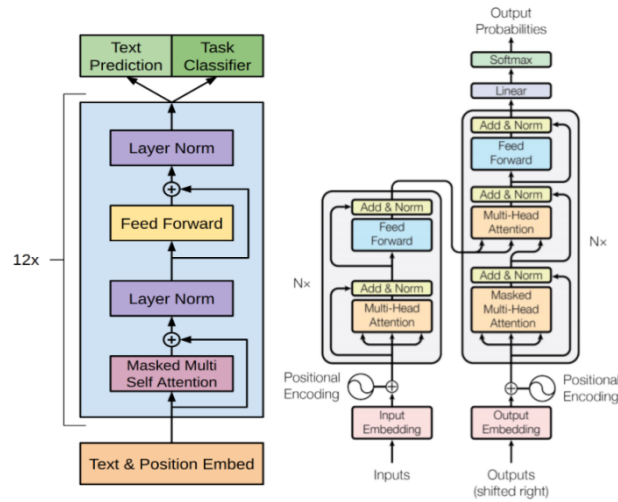 Text
Prediction
Task
Classifier
Layer Norm
Feed Forward
12x
Layer Norm
Masked Multi
Self Attention
Text & Position Embed
Output
Probabilities
Softmax
Linear
Add & Norm
Feed
Forward
Add & Norm
Multi-Head
Attention
Add & Norm
Masked
Multi-Head
Attention
N×
Positional
Encoding
Output
Embedding
Outputs
(shifted right)
Add & Norm
Feed
Forward
N×
Add & Norm
Multi-Head
Attention
Positional
Encoding
Input
Embedding
Inputs